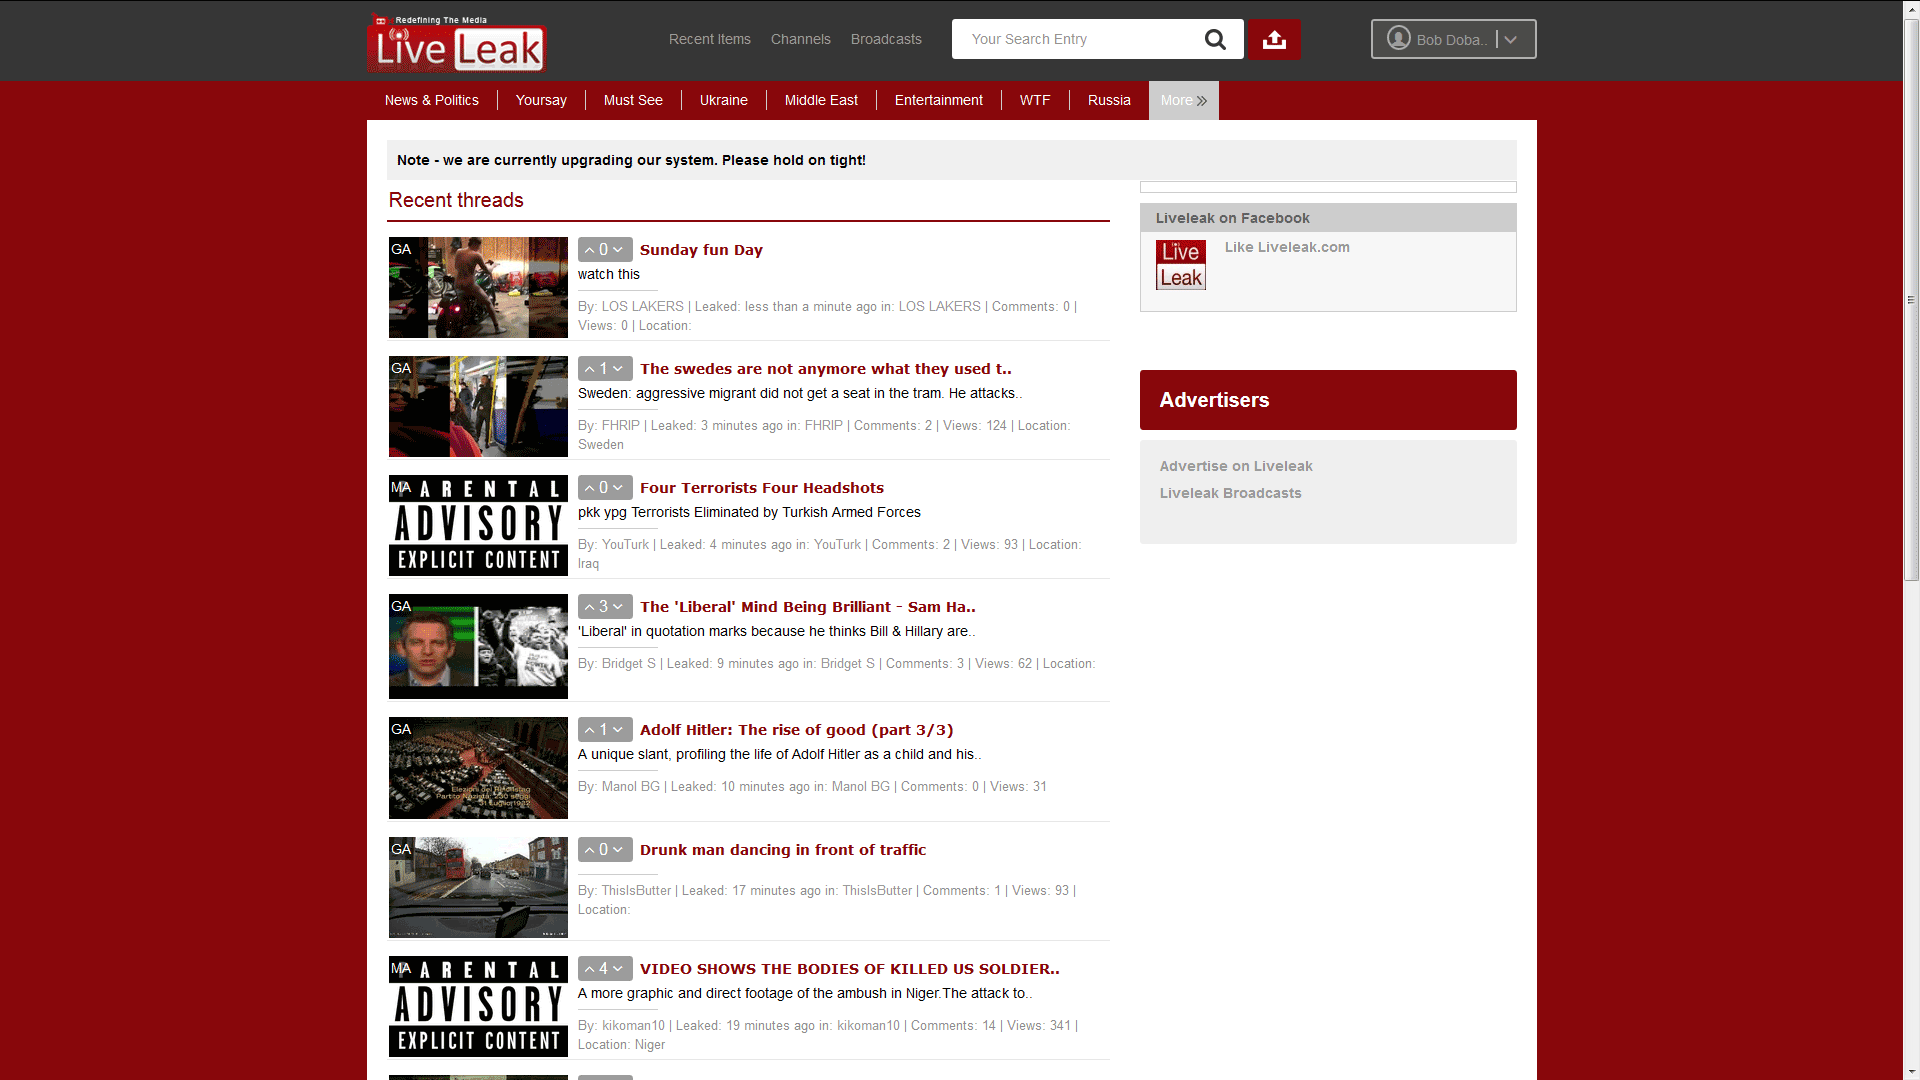 Redefining The Media
Live Leak
Recent Items Channels Broadcasts
Your Search Entry
Bob Doba..
News & Politics
Yoursay
Must See
Ukraine
Middle East
Entertainment
WTF
Russia
More
Note - we are currently upgrading our system. Please hold on tight!
Recent threads
GA
0
Sunday fun Day
watch this
By: LOS LAKERS | Leaked: less than a minute ago in: LOS LAKERS | Comments: 0 |
Views: 0 | Location:
GA
1
The swedes are not anymore what they used t..
Sweden: aggressive migrant did not get a seat in the tram. He attacks..
By: FHRIP | Leaked: 3 minutes ago in: FHRIP | Comments: 2 | Views: 124 | Location:
Sweden
MA
PARENTAL
ADVISORY
EXPLICIT CONTENT
0
Four Terrorists Four Headshots
pkk ypg Terrorists Eliminated by Turkish Armed Forces
By: YouTurk | Leaked: 4 minutes ago in: YouTurk | Comments: 2 | Views: 93 | Location:
Iraq
GA
3
The 'Liberal' Mind Being Brilliant - Sam Ha..
'Liberal' in quotation marks because he thinks Bill & Hillary are..
By: Bridget S | Leaked: 9 minutes ago in: Bridget S | Comments: 3 | Views: 62 | Location:
GA
Elezioni del Reichstag
Partito Nazista: 230 seggi
31 Luglio 1932
1
Adolf Hitler: The rise of good (part 3/3)
A unique slant, profiling the life of Adolf Hitler as a child and his..
By: Manol BG | Leaked: 10 minutes ago in: Manol BG | Comments: 0 | Views: 31
GA
0
Drunk man dancing in front of traffic
By: ThisIsButter | Leaked: 17 minutes ago in: ThisIsButter | Comments: 1 | Views: 93 |
Location:
MA
PARENTAL
ADVISORY
EXPLICIT CONTENT
4
VIDEO SHOWS THE BODIES OF KILLED US SOLDIER..
A more graphic and direct footage of the ambush in Niger.The attack to..
By: kikoman10 | Leaked: 19 minutes ago in: kikoman10 | Comments: 14 | Views: 341 |
Location: Niger
Liveleak on Facebook
Live
Leak
Like Liveleak.com
Advertisers
Advertise on Liveleak
Liveleak Broadcasts